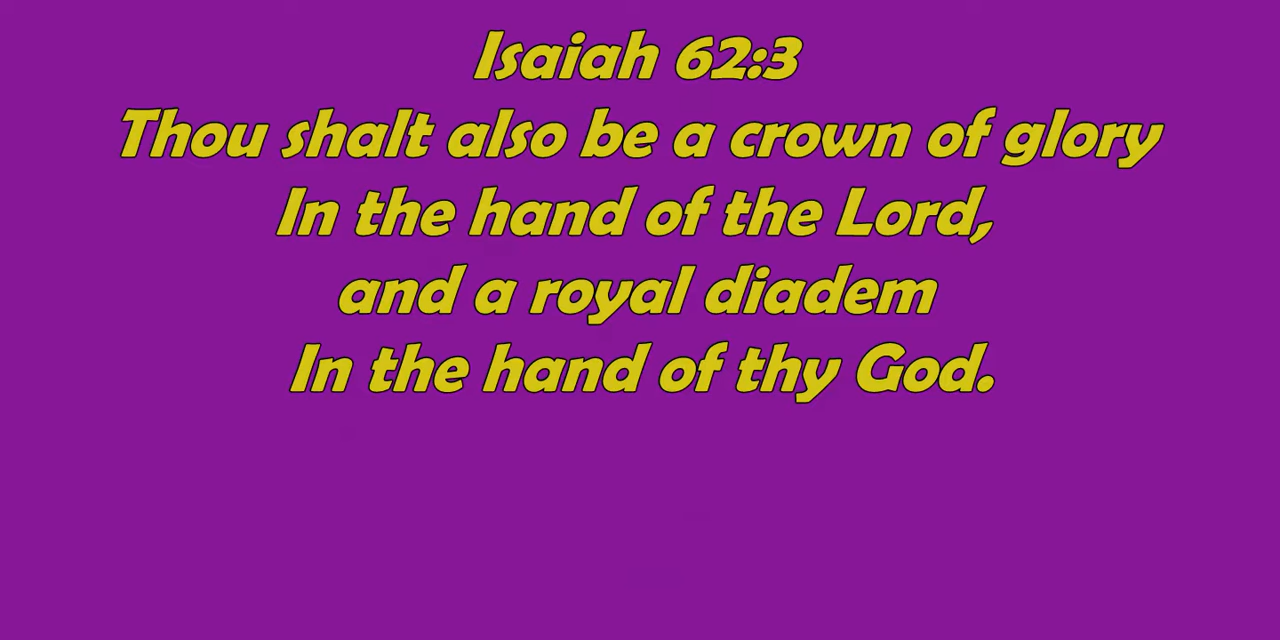 Isaiah 62:3
Thou shalt also be a crown of glory
In the hand of the Lord,
and a royal diadem
In the hand of thy God.